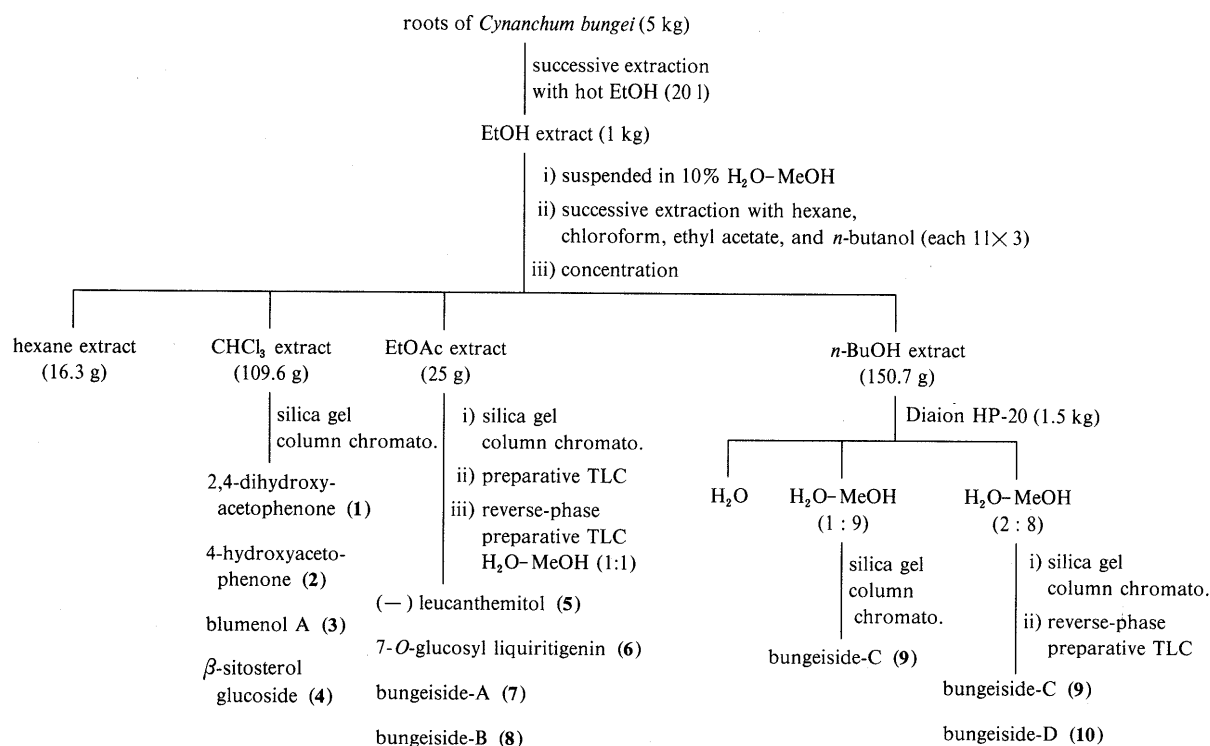 roots of Cynanchum bungei (5 kg)
successive extraction
with hot EtOH (20 l)
EtOH extract (1 kg)
i) suspended in 10% H₂O–MeOH
ii) successive extraction with hexane,
chloroform, ethyl acetate, and n-butanol (each 1l×3)
iii) concentration
hexane extract
(16.3 g)
CHCl₃ extract
(109.6 g)
silica gel
column chromato.
2,4-dihydroxy-
acetophenone (1)
4-hydroxyaceto-
phenone (2)
blumenol A (3)
β-sitosterol
glucoside (4)
EtOAc extract
(25 g)
i) silica gel
column chromato.
ii) preparative TLC
iii) reverse-phase
preparative TLC
H₂O–MeOH (1:1)
(—) leucanthemitol (5)
7-O-glucosyl liquiritigenin (6)
bungeiside-A (7)
bungeiside-B (8)
n-BuOH extract
(150.7 g)
Diaion HP-20 (1.5 kg)
H₂O
H₂O–MeOH
(1 : 9)
silica gel
column
chromato.
bungeiside-C (9)
H₂O–MeOH
(2 : 8)
i) silica gel
column chromato.
ii) reverse-phase
preparative TLC
bungeiside-C (9)
bungeiside-D (10)